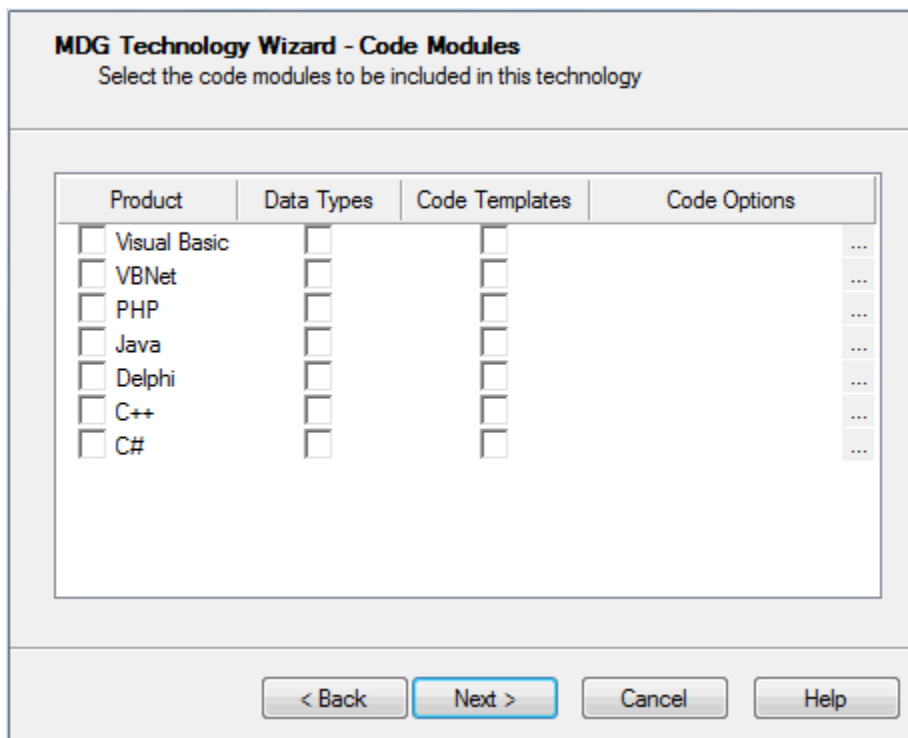 MDG Technology Wizard - Code Modules
Select the code modules to be included in this technology
Product Data Types Code Templates Code Options
Visual Basic ...
VBNet ...
PHP ...
Java ...
Delphi ...
C++ ...
C# ...
< Back Next > Cancel Help